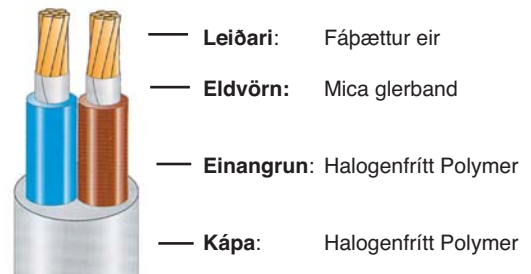 Leiðari: Fáþættur eir
Eldvörn: Mica glerband
Einangrun: Halogenfrítt Polymer
Kápa: Halogenfrítt Polymer